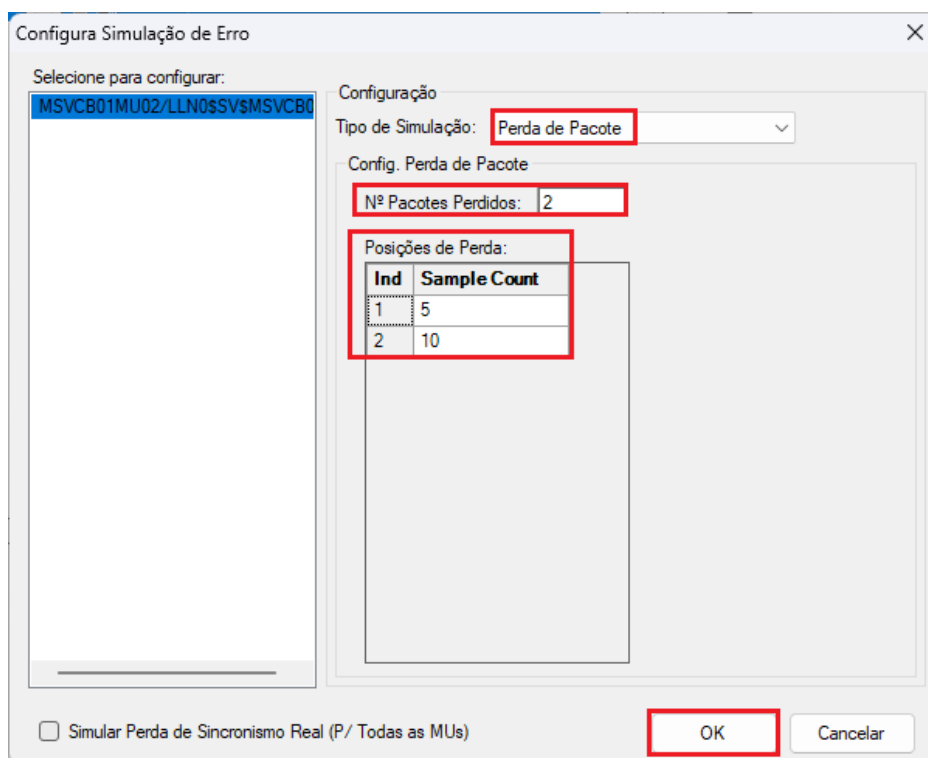 Configura Simulação de Erro
Selecione para configurar:
MSVCB01MU02/LLN0$SV$MSVCB0
Configuração
Tipo de Simulação: Perda de Pacote
Config. Perda de Pacote
Nº Pacotes Perdidos: 2
Posições de Perda:
Ind Sample Count
1 5
2 10
Simular Perda de Sincronismo Real (P/ Todas as MUs)
OK Cancelar